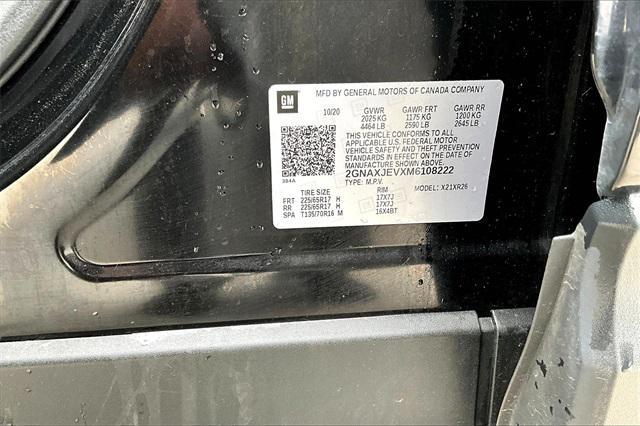 MFD BY GENERAL MOTORS OF CANADA COMPANY
GM
10/20 GVWR GAWR FRT GAWR RR
2025 KG 1175 KG 1200 KG
4464 LB 2590 LB 2645 LB
THIS VEHICLE CONFORMS TO ALL
APPLICABLE U.S. FEDERAL MOTOR
VEHICLE SAFETY AND THEFT PREVENTION
STANDARDS IN EFFECT ON THE DATE OF
MANUFACTURE SHOWN ABOVE.
2GNAXJEVXM6108222
TYPE: M.P.V. MODEL: X21XR26
384A
TIRE SIZE RIM
FRT 225/65R17 H 17X7J
RR 225/65R17 H 17X7J
SPA T135/70R16 M 16X4BT